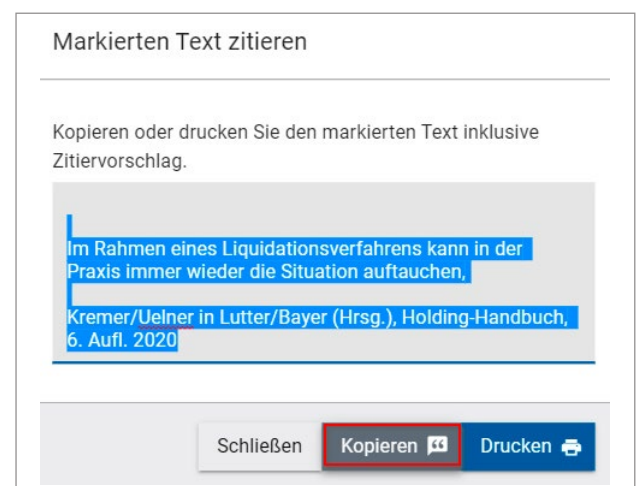 Markierten Text zitieren
Kopieren oder drucken Sie den markierten Text inklusive
Zitiervorschlag.
Im Rahmen eines Liquidationsverfahrens kann in der
Praxis immer wieder die Situation auftauchen,
Kremer/Uelner in Lutter/Bayer (Hrsg.), Holding-Handbuch,
6. Aufl. 2020
Schließen Kopieren Drucken